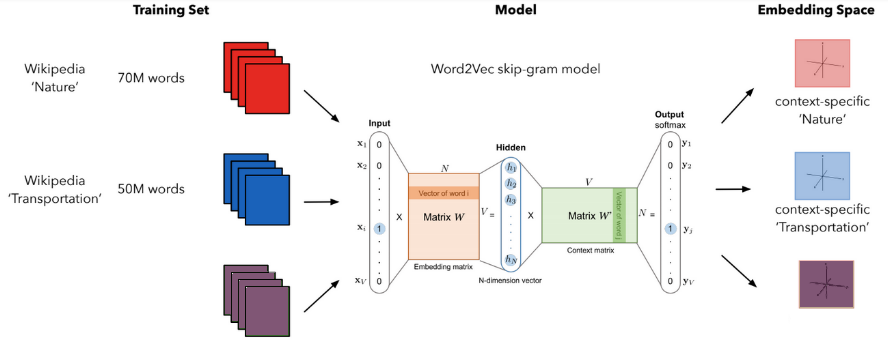 Training Set
Model
Embedding Space
Wikipedia
'Nature'
70M words
Word2Vec skip-gram model
context-specific
'Nature'
Wikipedia
'Transportation'
50M words
context-specific
'Transportation'
Input
x1
0
x2
0
xi
1
0
xV
0
N
Vector of word i
X
Matrix W
V
=
Embedding matrix
Hidden
h1
h2
h3
hN
N-dimension vector
X
V
Matrix W'
Vector of word j
N
=
Context matrix
Output
softmax
0
y1
0
y2
1
yj
0
0
yV